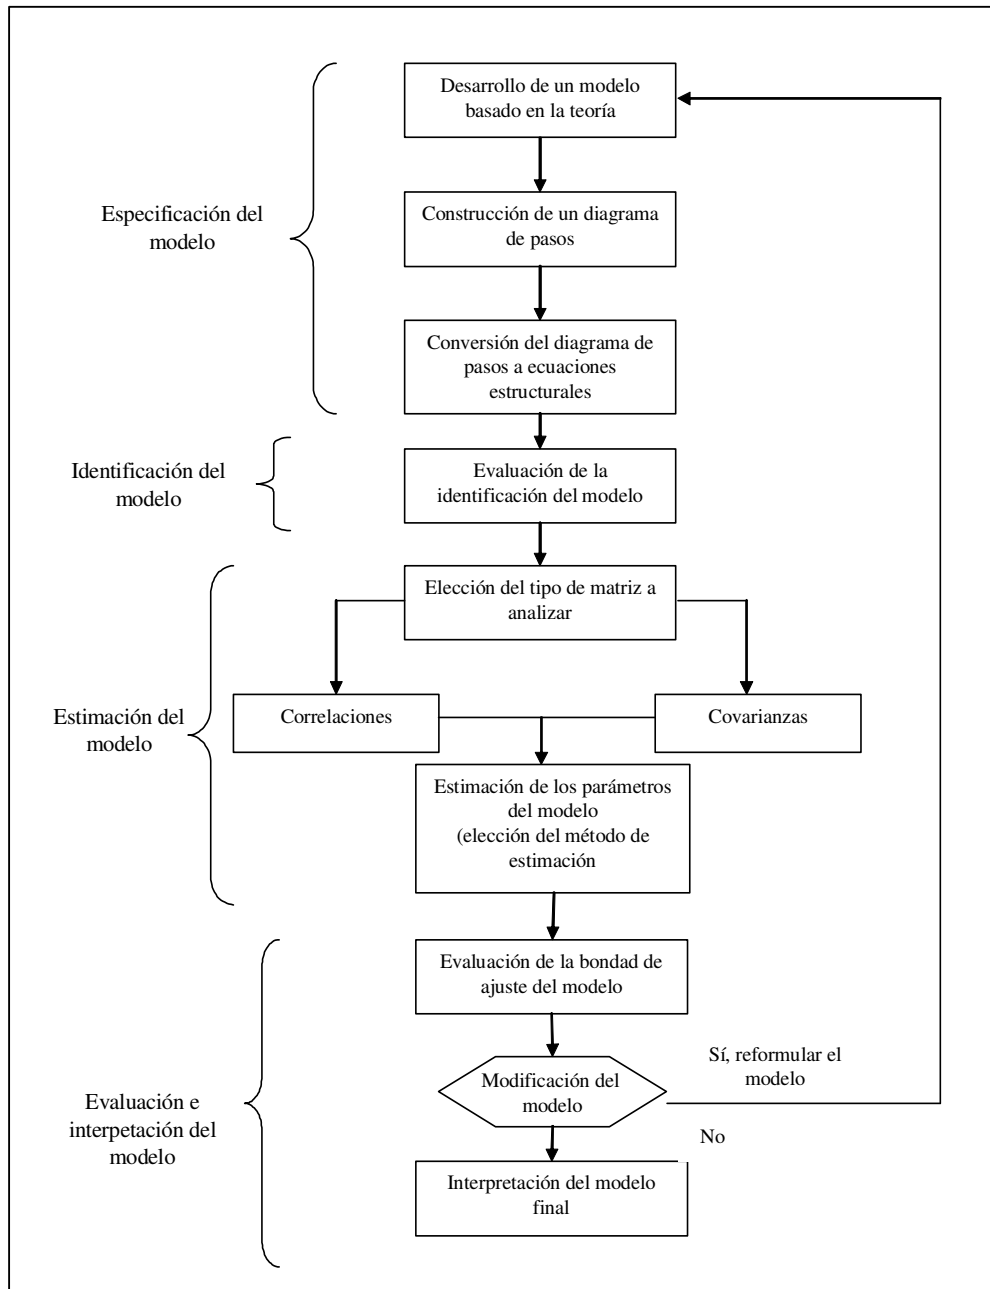 Desarrollo de un modelo
basado en la teoría
Especificación del
modelo
Construcción de un diagrama
de pasos
Conversión del diagrama de
pasos a ecuaciones
estructurales
Identificación del
modelo
Evaluación de la
identificación del modelo
Elección del tipo de matriz a
analizar
Estimación del
modelo
Correlaciones
Covarianzas
Estimación de los parámetros
del modelo
(elección del método de
estimación
Evaluación de la bondad de
ajuste del modelo
Sí, reformular el
modelo
Modificación del
modelo
Evaluación e
interpetación del
modelo
No
Interpretación del modelo
final